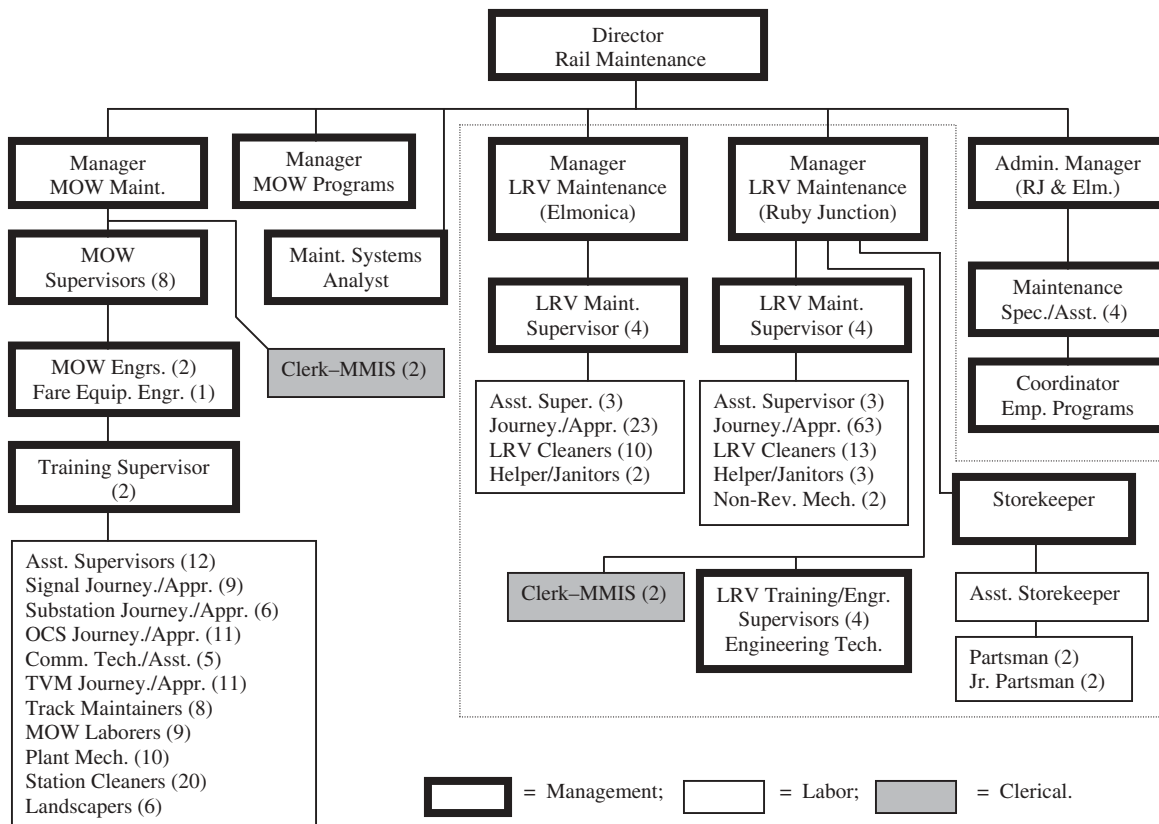 Director
Rail Maintenance
Manager
MOW Maint.
Manager
MOW Programs
Manager
LRV Maintenance
(Elmonica)
Manager
LRV Maintenance
(Ruby Junction)
Admin. Manager
(RJ & Elm.)
MOW
Supervisors (8)
Maint. Systems
Analyst
LRV Maint.
Supervisor (4)
LRV Maint.
Supervisor (4)
Maintenance
Spec./Asst. (4)
MOW Engrs. (2)
Fare Equip. Engr. (1)
Clerk–MMIS (2)
Asst. Super. (3)
Journey./Appr. (23)
LRV Cleaners (10)
Helper/Janitors (2)
Asst. Supervisor (3)
Journey./Appr. (63)
LRV Cleaners (13)
Helper/Janitors (3)
Non-Rev. Mech. (2)
Coordinator
Emp. Programs
Training Supervisor
(2)
Storekeeper
Asst. Supervisors (12)
Signal Journey./Appr. (9)
Substation Journey./Appr. (6)
OCS Journey./Appr. (11)
Comm. Tech./Asst. (5)
TVM Journey./Appr. (11)
Track Maintainers (8)
MOW Laborers (9)
Plant Mech. (10)
Station Cleaners (20)
Landscapers (6)
Clerk–MMIS (2)
LRV Training/Engr.
Supervisors (4)
Engineering Tech.
Asst. Storekeeper
Partsman (2)
Jr. Partsman (2)
= Management; = Labor; = Clerical.